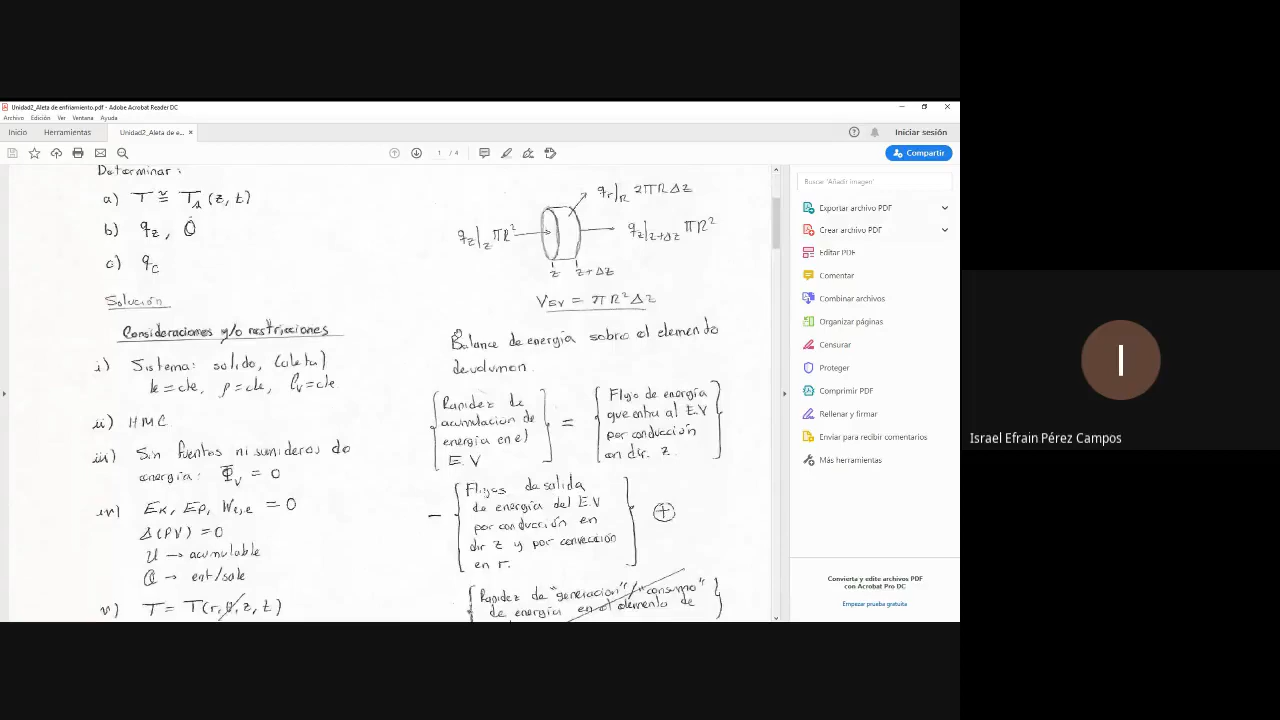 Unidad2_Aleta de enfriamiento.pdf - Adobe Acrobat Reader DC
Archivo Edición Ver Ventana Ayuda
Inicio Herramientas Unidad2_Aleta de e... ×
Iniciar sesión
1 / 4
Compartir
Determinar:
a) T ≅ T_s (z, t)
b) q_z, Q̇
c) q_c
Solución
Consideraciones y/o restricciones
i) Sistema: solido, (aleta)
k = cte, ρ = cte, Ĉ_v = cte
ii) HMC
iii) Sin fuentes ni sumideros de
energía: Φ_v = 0
iv) E_K, E_P, W_{e,e} = 0
Δ(PV) = 0
U → acumulable
Q → ent/sale
v) T = T(r, θ, z, t)
q_r|_R 2πRΔz
q_z|_z πR²
q_z|_{z+Δz} πR²
z z+Δz
V_EV = πR²Δz
Balance de energía sobre el elemento
de volumen.
{Rapidez de
acumulacion de
energía en el
E.V} = {Flujo de energía
que entra al E.V
por conducción
en dir. z}
− {Flujos de salida
de energía del E.V
por conducción en
dir z y por convección
en r.} ⊕
{Rapidez de "generación"/"consumo"
de energía en el elemento de
Buscar 'Añadir imagen'
Exportar archivo PDF
Crear archivo PDF
Editar PDF
Comentar
Combinar archivos
Organizar páginas
Censurar
Proteger
Comprimir PDF
Rellenar y firmar
Enviar para recibir comentarios
Más herramientas
Convierta y edite archivos PDF
con Acrobat Pro DC
Empezar prueba gratuita
I
Israel Efrain Pérez Campos